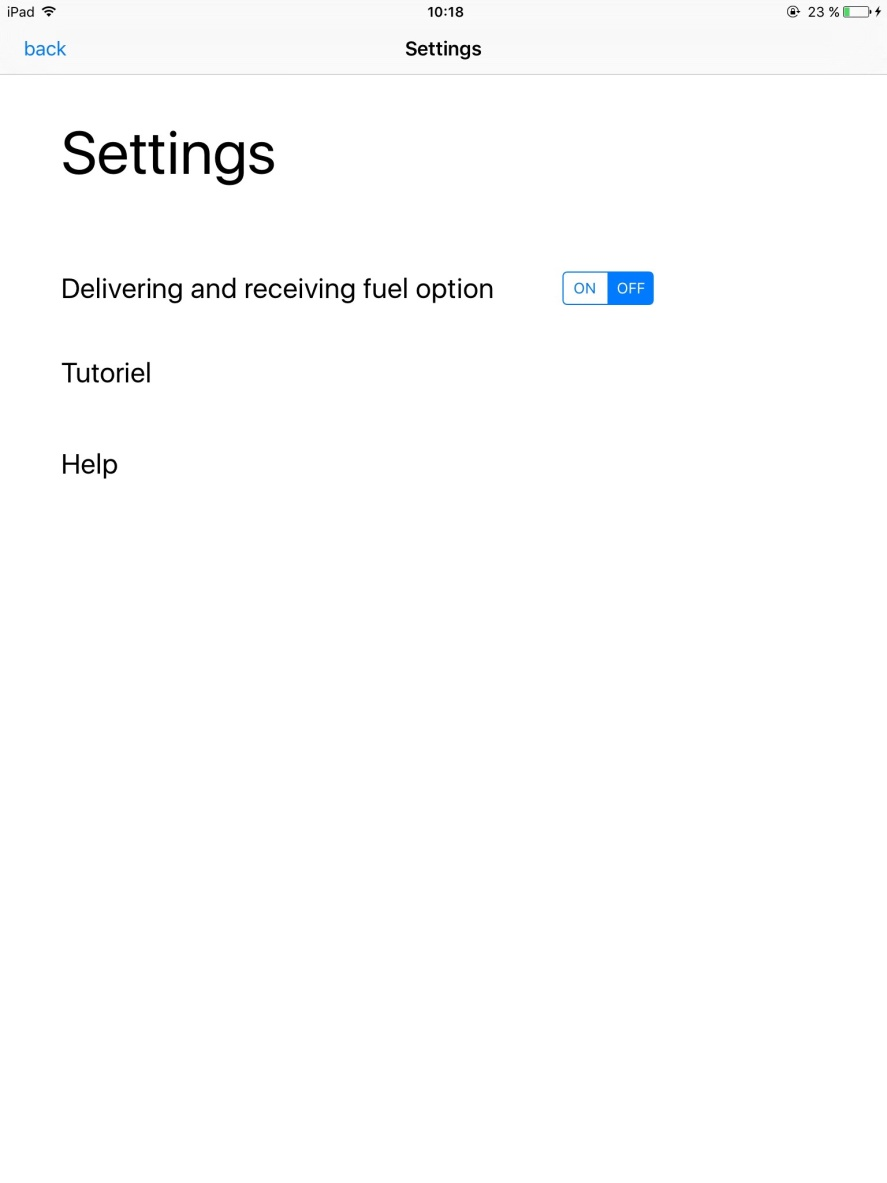 iPad 10:18 23 %
back Settings
Settings
Delivering and receiving fuel option ON OFF
Tutoriel
Help